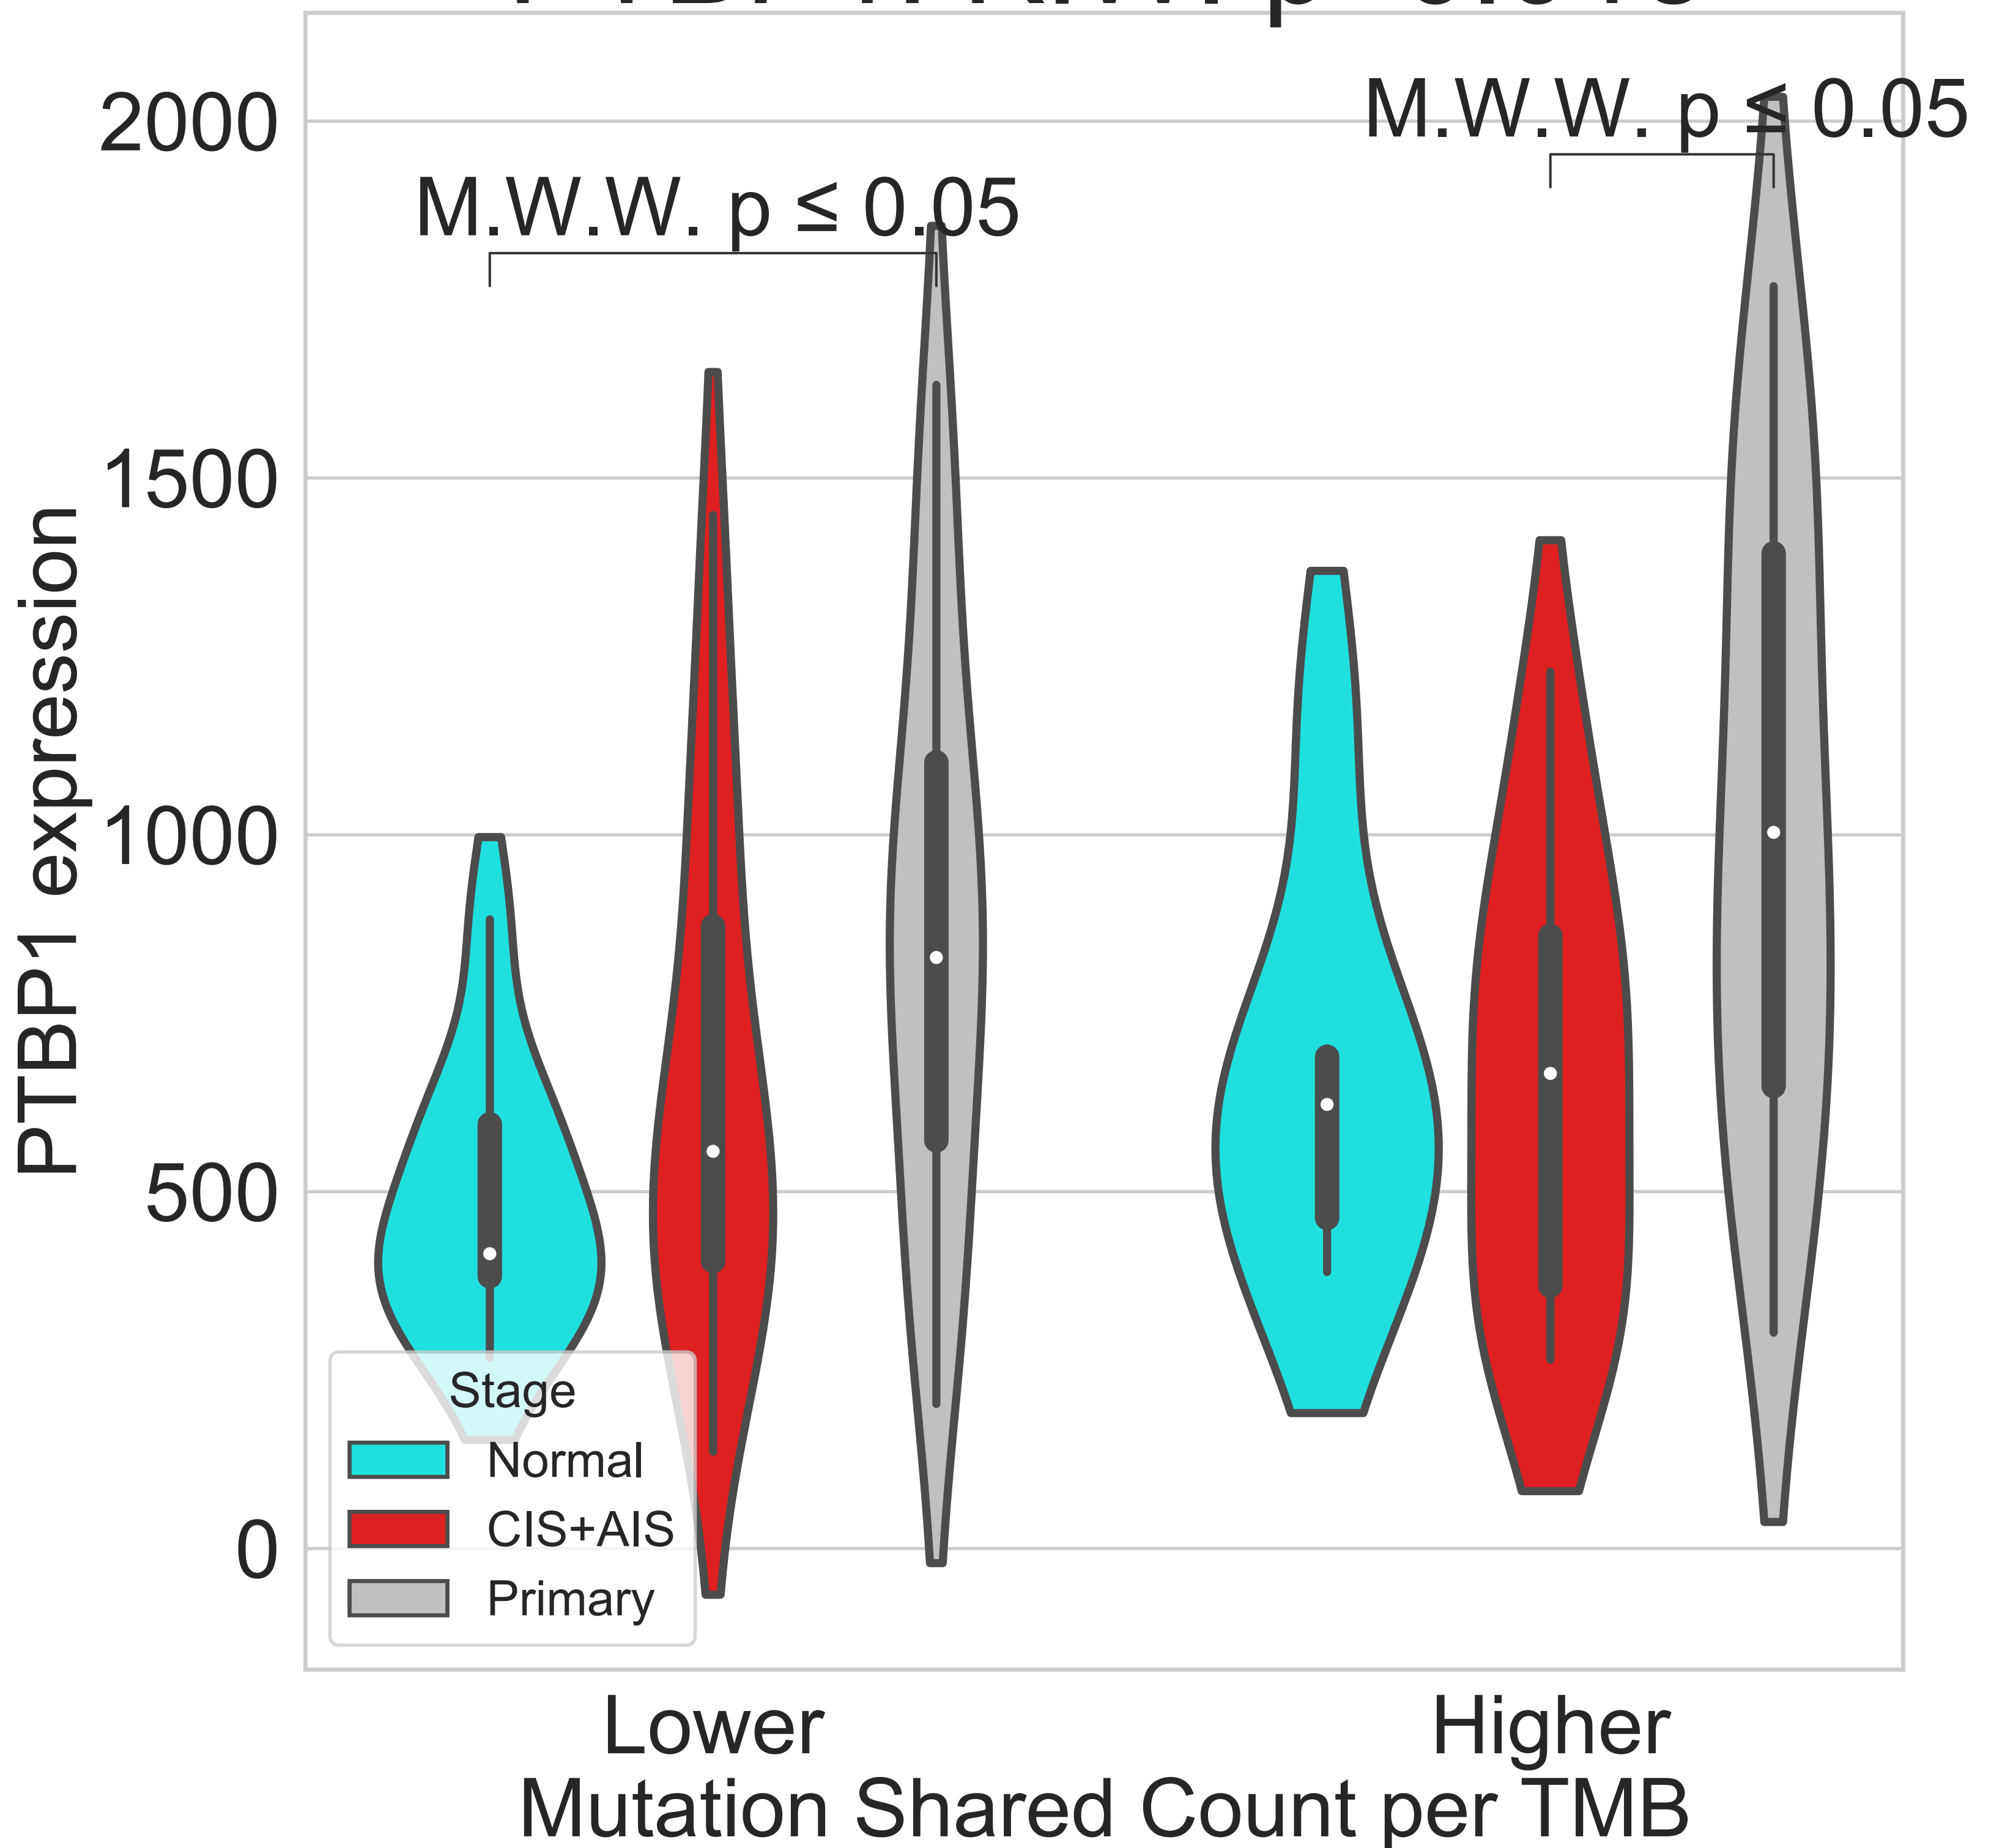 2000
1500
1000
500
0
PTBP1 expression
M.W.W. p ≤ 0.05
M.W.W. p ≤ 0.05
Stage
Normal
CIS+AIS
Primary
Lower
Higher
Mutation Shared Count per TMB